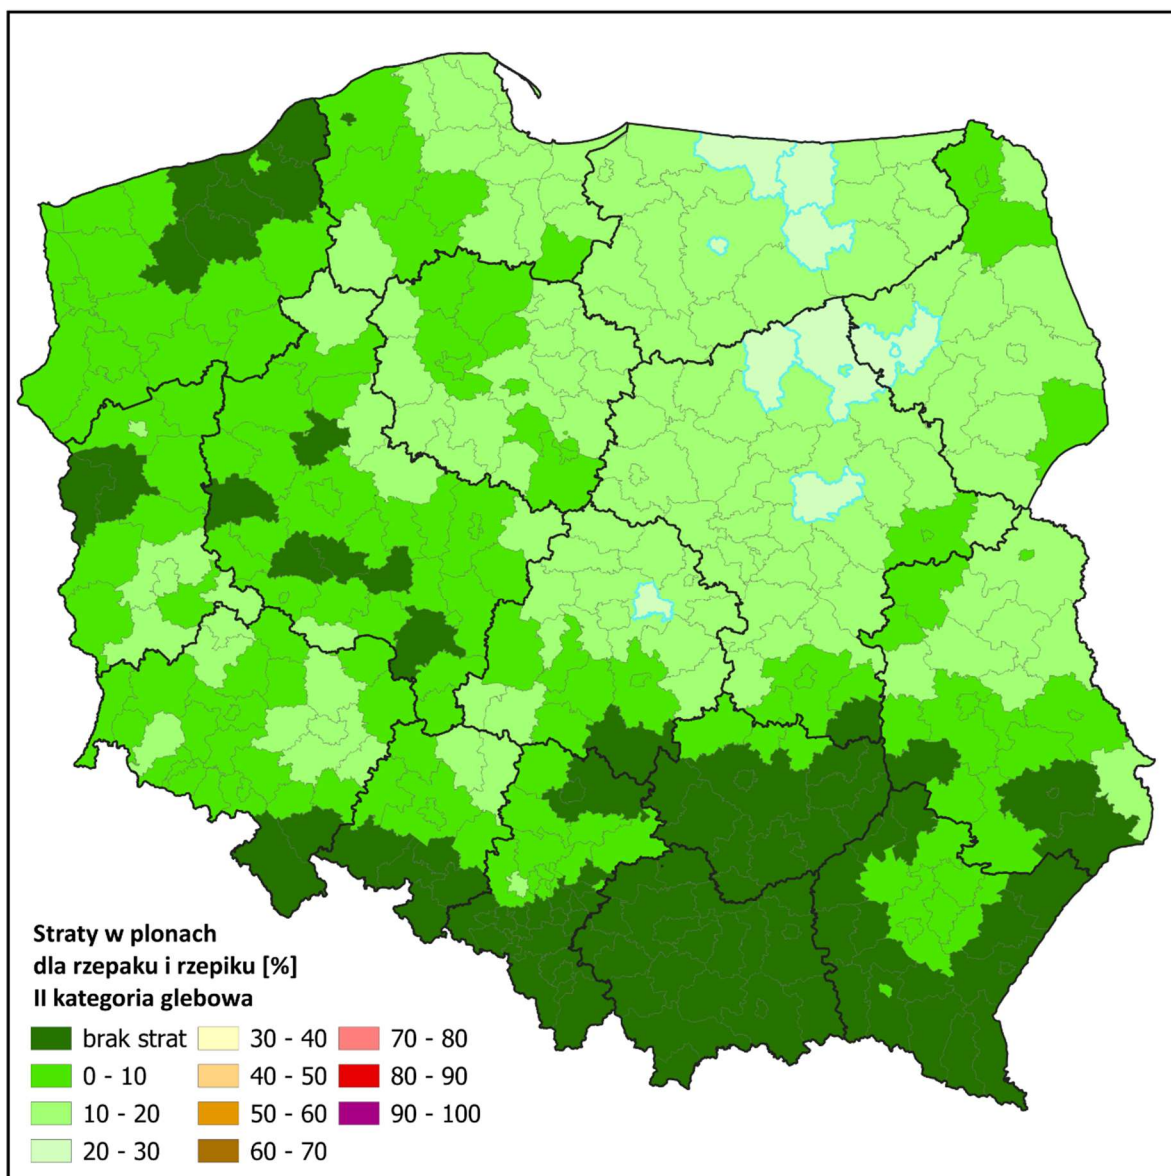 Straty w plonach
dla rzepaku i rzepiku [%]
II kategoria glebowa
brak strat
0 - 10
10 - 20
20 - 30
30 - 40
40 - 50
50 - 60
60 - 70
70 - 80
80 - 90
90 - 100